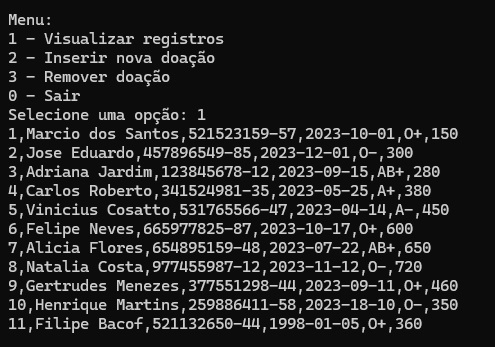 Menu:
1 - Visualizar registros
2 - Inserir nova doação
3 - Remover doação
0 - Sair
Selecione uma opção: 1
1,Marcio dos Santos,521523159-57,2023-10-01,O+,150
2,Jose Eduardo,457896549-85,2023-12-01,O-,300
3,Adriana Jardim,123845678-12,2023-09-15,AB+,280
4,Carlos Roberto,341524981-35,2023-05-25,A+,380
5,Vinicius Cosatto,531765566-47,2023-04-14,A-,450
6,Felipe Neves,665977825-87,2023-10-17,O+,600
7,Alicia Flores,654895159-48,2023-07-22,AB+,650
8,Natalia Costa,977455987-12,2023-11-12,O-,720
9,Gertrudes Menezes,377551298-44,2023-09-11,O+,460
10,Henrique Martins,259886411-58,2023-18-10,O-,350
11,Filipe Bacof,521132650-44,1998-01-05,O+,360